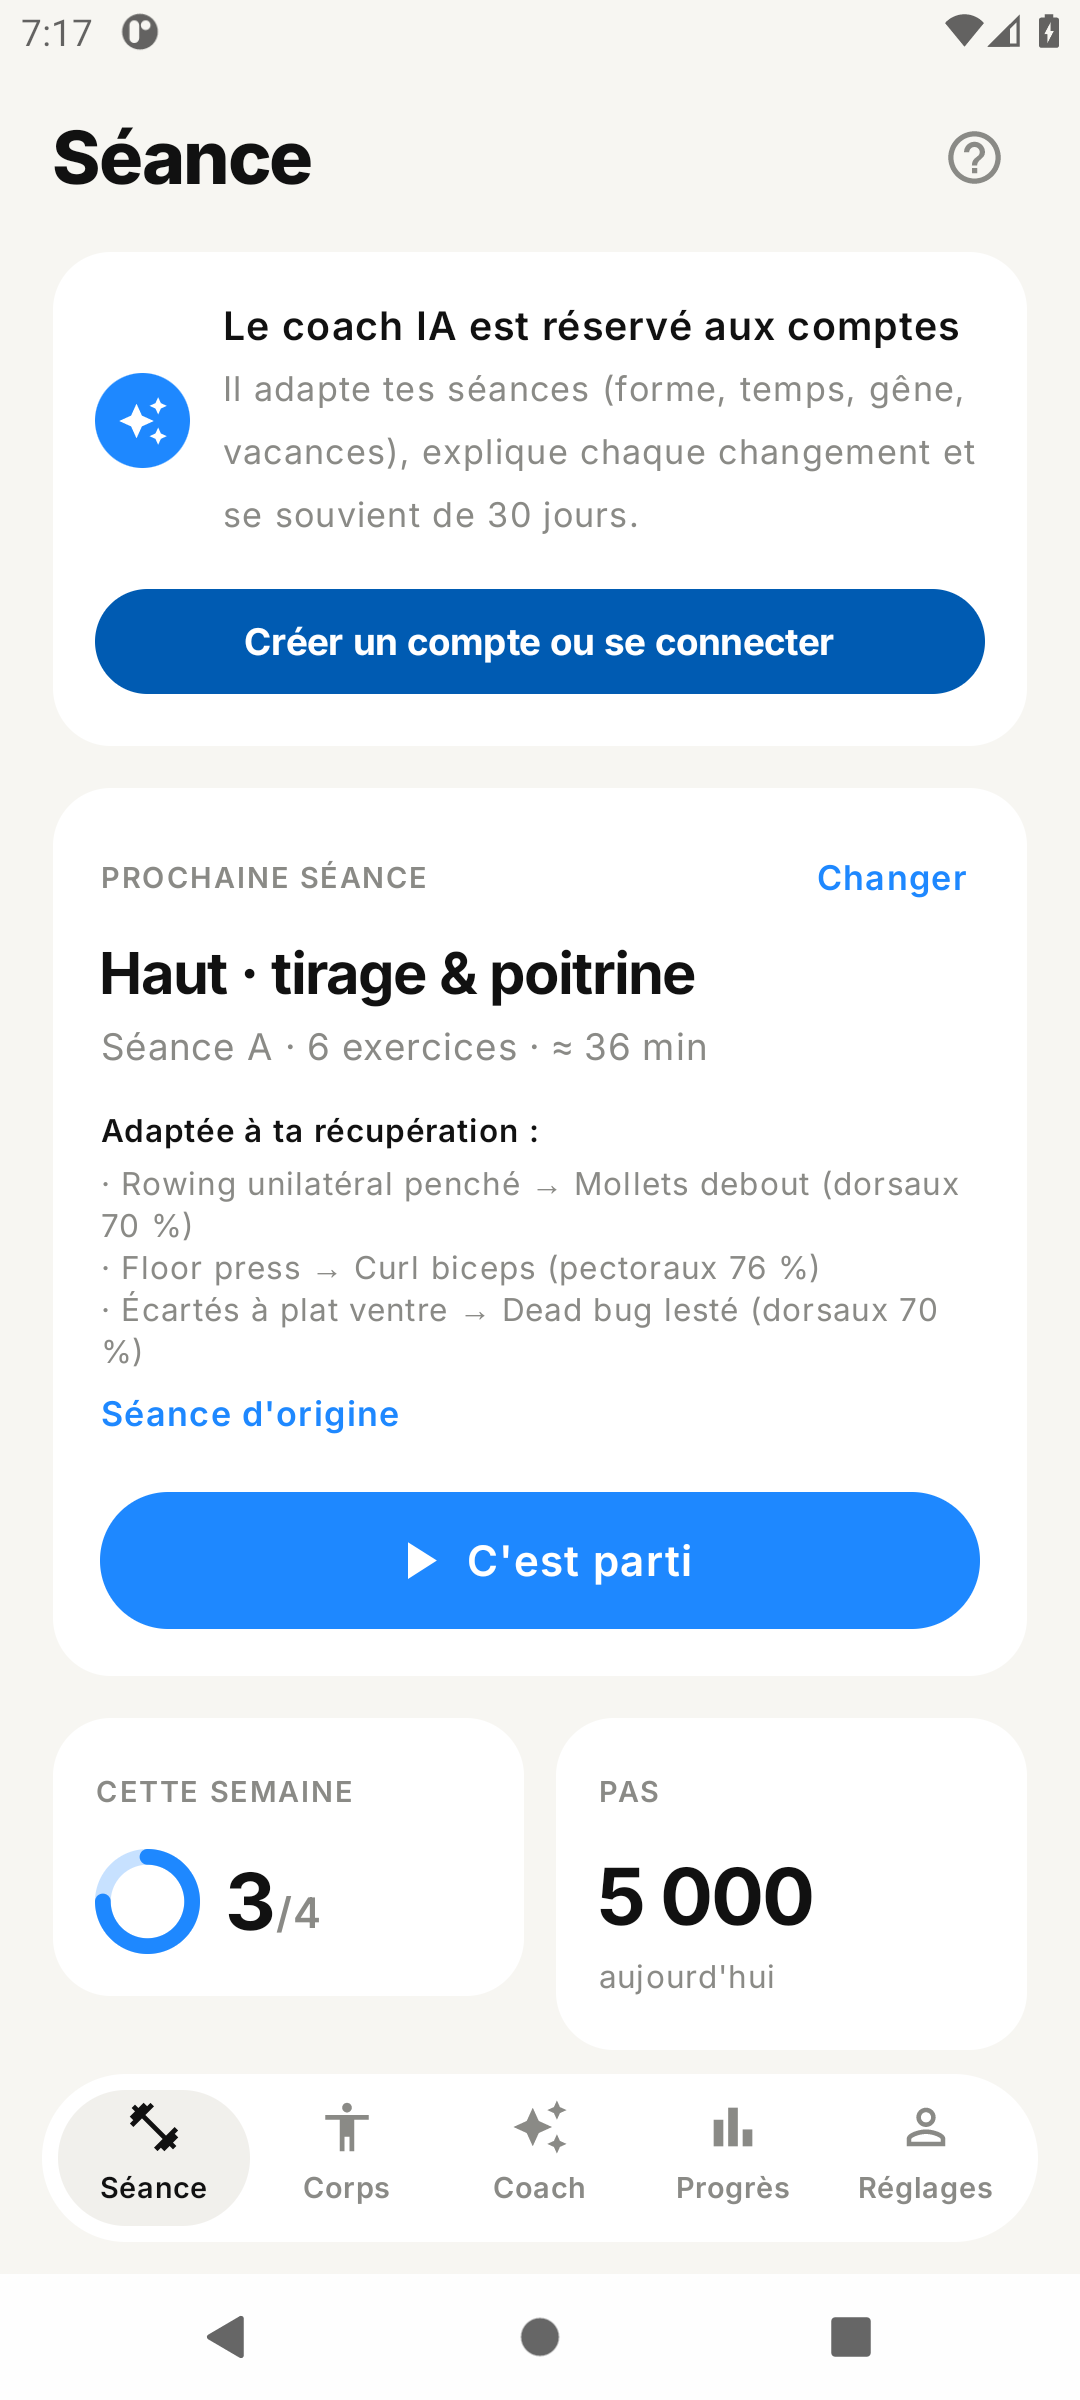 7:17
Séance
Le coach IA est réservé aux comptes
Il adapte tes séances (forme, temps, gêne,
vacances), explique chaque changement et
se souvient de 30 jours.
Créer un compte ou se connecter
PROCHAINE SÉANCE
Changer
Haut · tirage & poitrine
Séance A · 6 exercices · ≈ 36 min
Adaptée à ta récupération :
· Rowing unilatéral penché → Mollets debout (dorsaux
70 %)
· Floor press → Curl biceps (pectoraux 76 %)
· Écartés à plat ventre → Dead bug lesté (dorsaux 70
%)
Séance d'origine
C'est parti
CETTE SEMAINE
3/4
PAS
5 000
aujourd'hui
Séance
Corps
Coach
Progrès
Réglages